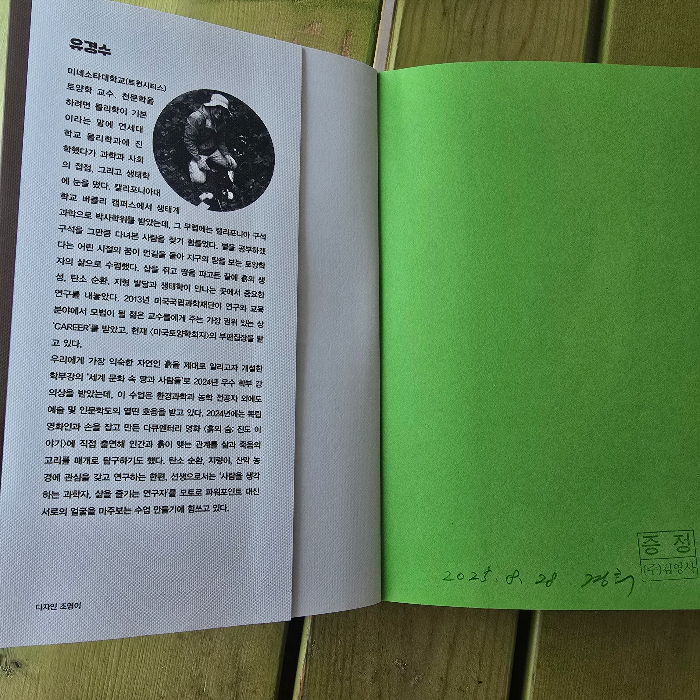 유경수
미네소타대학교(트윈시티스)
토양학 교수. 천문학을
하려면 물리학이 기본
이라는 말에 연세대
학교 물리학과에 진
학했다가 과학과 사회
의 접점, 그리고 생태학
에 눈을 떴다. 캘리포니아대
학교 버클리 캠퍼스에서 생태계
과학으로 박사학위를 받았는데, 그 무렵에는 캘리포니아 구석
구석을 그만큼 다녀본 사람을 찾기 힘들었다. 별을 공부하겠
다는 어린 시절의 꿈이 먼길을 돌아 지구의 땅을 보는 토양학
자의 삶으로 수렴했다. 삽을 쥐고 땅을 파고든 끝에 흙의 생
성, 탄소 순환, 지형 발달과 생태학이 만나는 곳에서 중요한
연구를 내놓았다. 2013년 미국국립과학재단이 연구와 교육
분야에서 모범이 될 젊은 교수들에게 주는 가장 권위 있는 상
‘CAREER’를 받았고, 현재 〈미국토양학회지〉의 부편집장을 맡
고 있다.
우리에게 가장 익숙한 자연인 흙을 제대로 알리고자 개설한
학부강의 ‘세계 문화 속 땅과 사람들’로 2024년 우수 학부 강
의상을 받았는데, 이 수업은 환경과학과 농학 전공자 외에도
예술 및 인문학도의 열띤 호응을 받고 있다. 2024년에는 독립
영화인과 손을 잡고 만든 다큐멘터리 영화 〈흙의 숨: 진도 이
야기〉에 직접 출연해 인간과 흙이 맺는 관계를 삶과 죽음의
고리를 매개로 탐구하기도 했다. 탄소 순환, 지렁이, 산악 농
경에 관심을 갖고 연구하는 한편, 선생으로서는 ‘사람을 생각
하는 과학자, 삶을 즐기는 연구자’를 모토로 파워포인트 대신
서로의 얼굴을 마주보는 수업 만들기에 힘쓰고 있다.
디자인 조명이
증정
(주)김영사
2025. 8. 28 경희